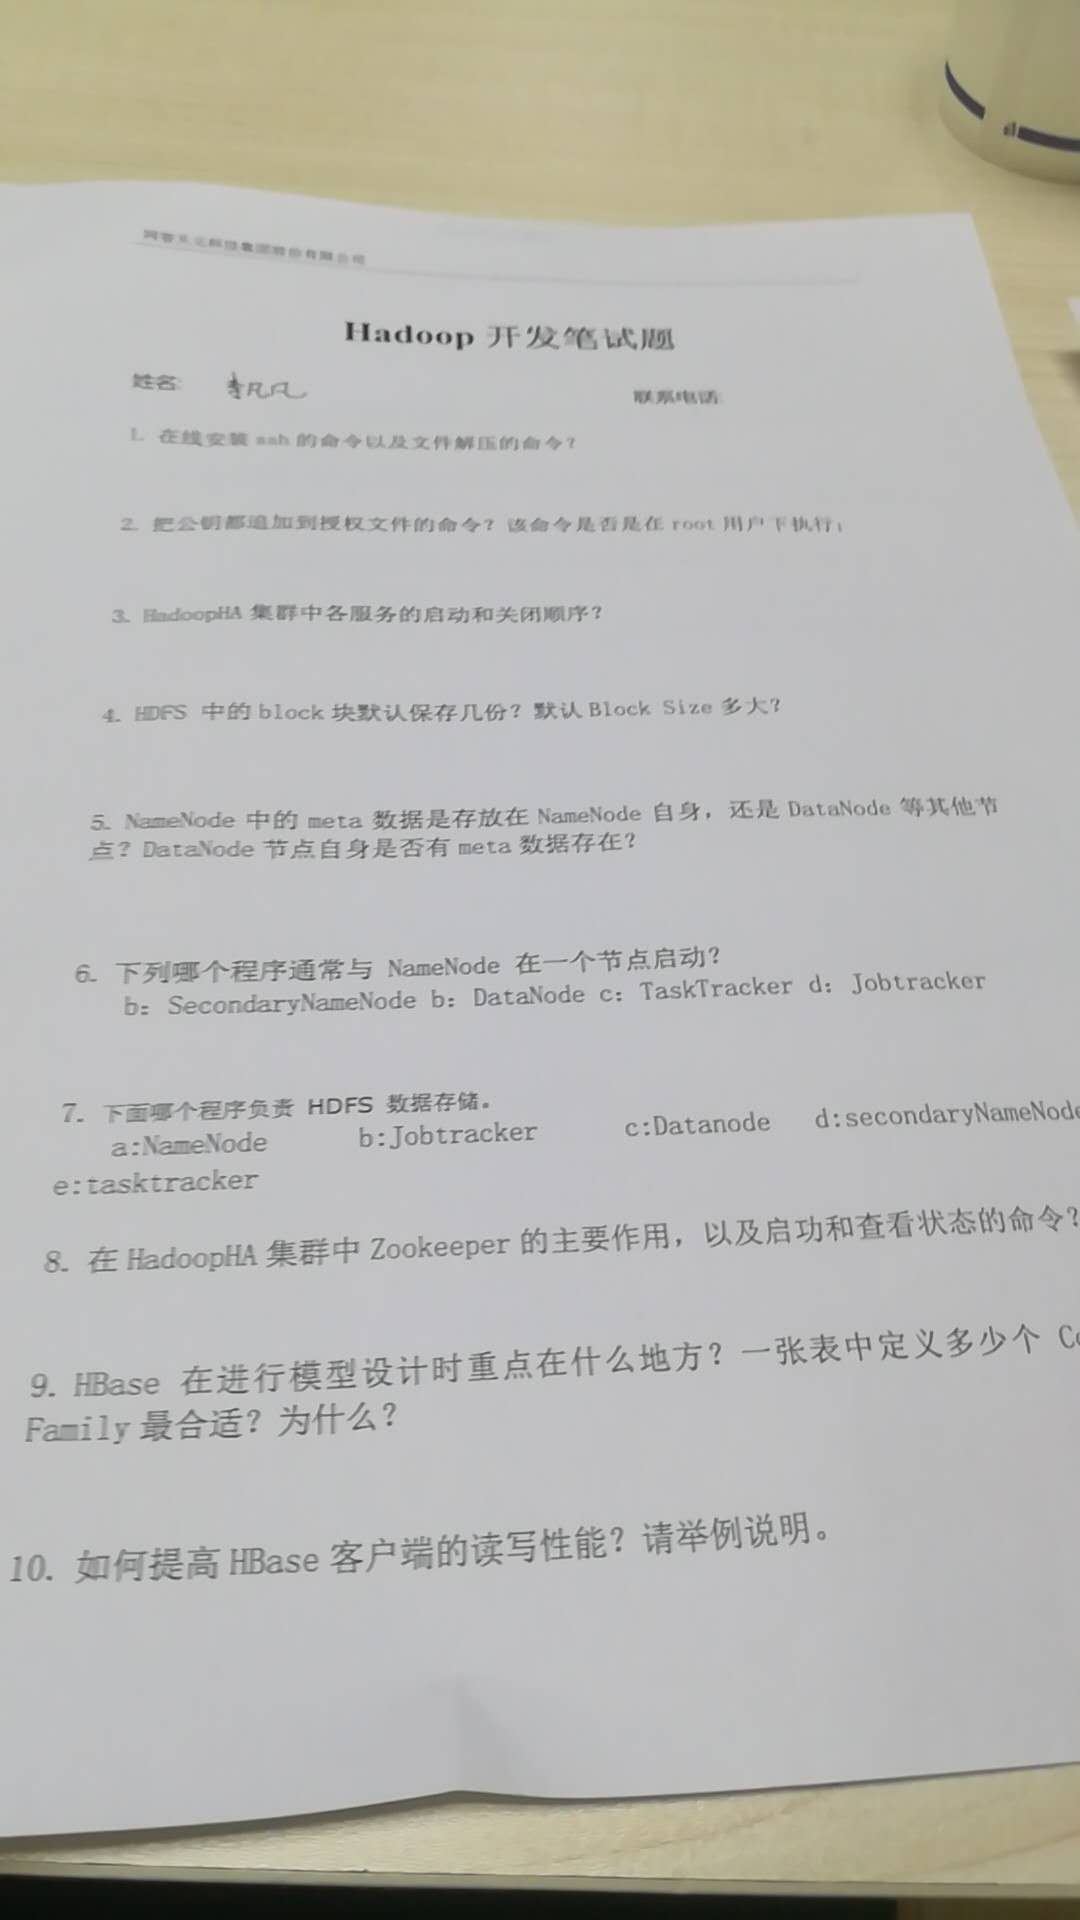 科技集团股份有限公司
Hadoop 开发笔试题
姓名: 李凡凡 联系电话:
1. 在线安装 ssh 的命令以及文件解压的命令?
2. 把公钥都追加到授权文件的命令? 该命令是否是在 root 用户下执行;
3. HadoopHA 集群中各服务的启动和关闭顺序?
4. HDFS 中的 block 块默认保存几份? 默认 Block Size 多大?
5. NameNode 中的 meta 数据是存放在 NameNode 自身, 还是 DataNode 等其他节
点? DataNode 节点自身是否有 meta 数据存在?
6. 下列哪个程序通常与 NameNode 在一个节点启动?
b: SecondaryNameNode b: DataNode c: TaskTracker d: Jobtracker
7. 下面哪个程序负责 HDFS 数据存储。
a:NameNode b:Jobtracker c:Datanode d:secondaryNameNode
e:tasktracker
8. 在 HadoopHA 集群中 Zookeeper 的主要作用, 以及启功和查看状态的命令?
9. HBase 在进行模型设计时重点在什么地方? 一张表中定义多少个
Family 最合适? 为什么?
10. 如何提高 HBase 客户端的读写性能? 请举例说明。